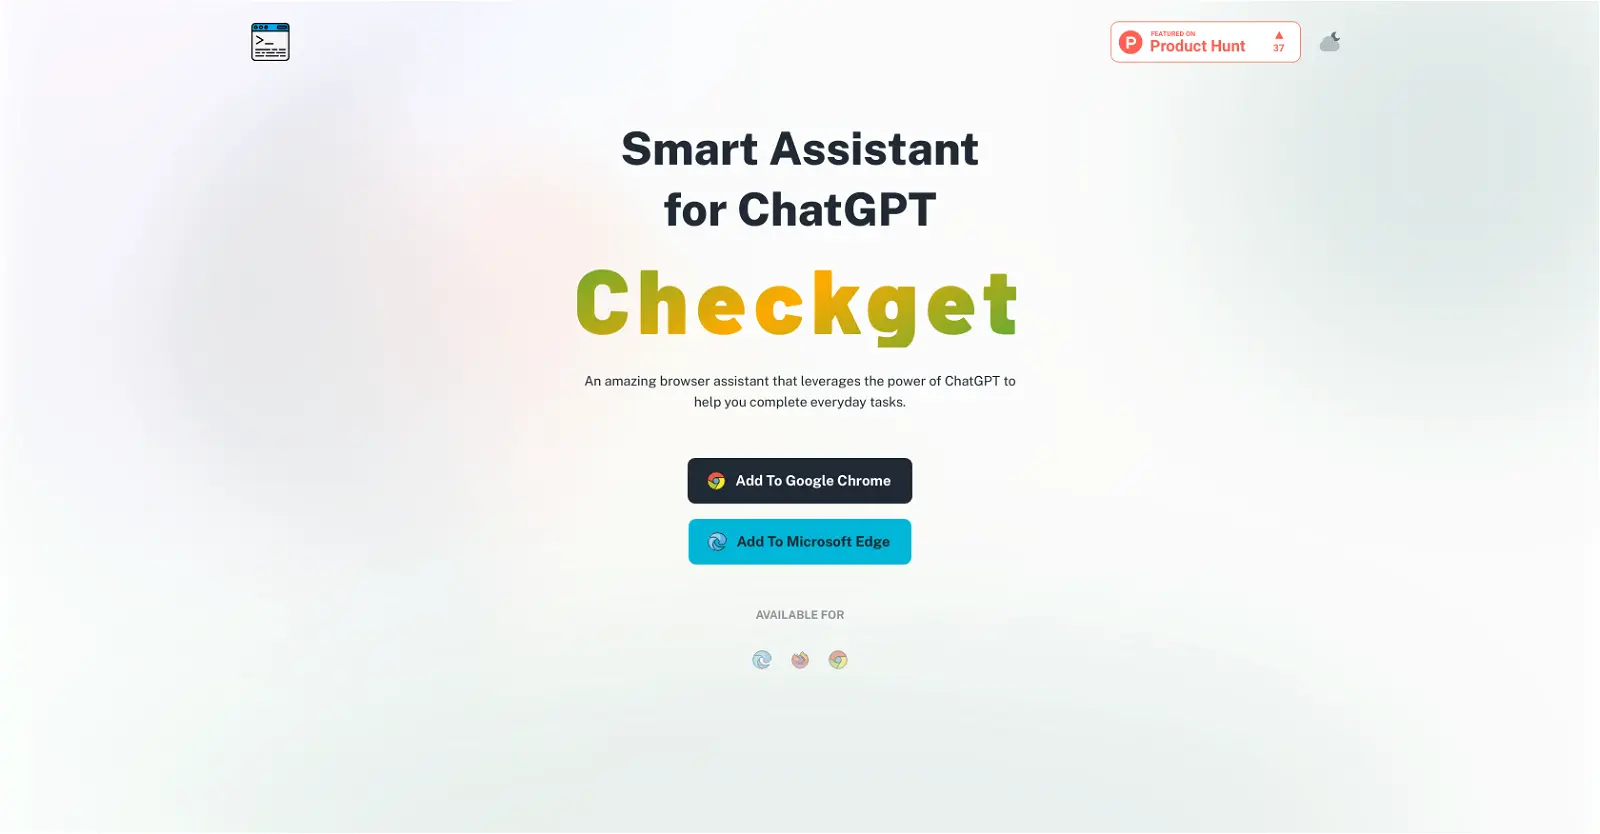 FEATURED ON
Product Hunt
37
Smart Assistant
for ChatGPT
Checkget
An amazing browser assistant that leverages the power of ChatGPT to
help you complete everyday tasks.
Add To Google Chrome
Add To Microsoft Edge
AVAILABLE FOR